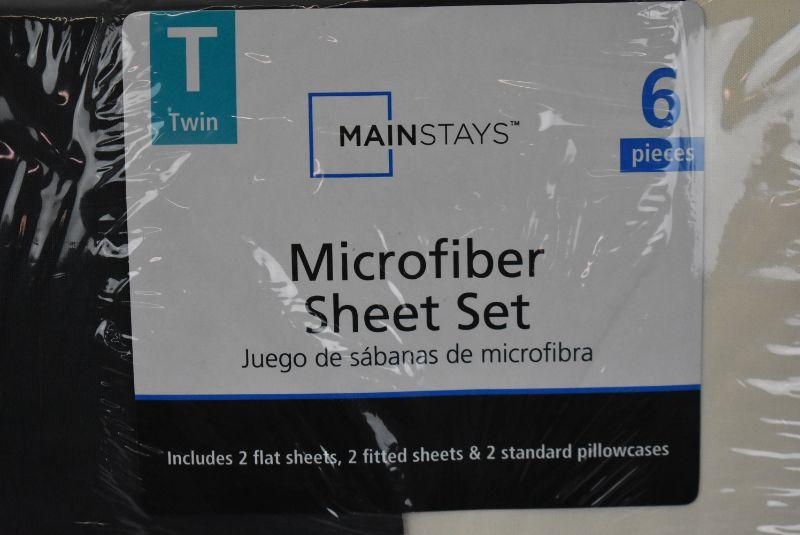 T
Twin
MAINSTAYS™
6
pieces
Microfiber
Sheet Set
Juego de sábanas de microfibra
Includes 2 flat sheets, 2 fitted sheets & 2 standard pillowcases